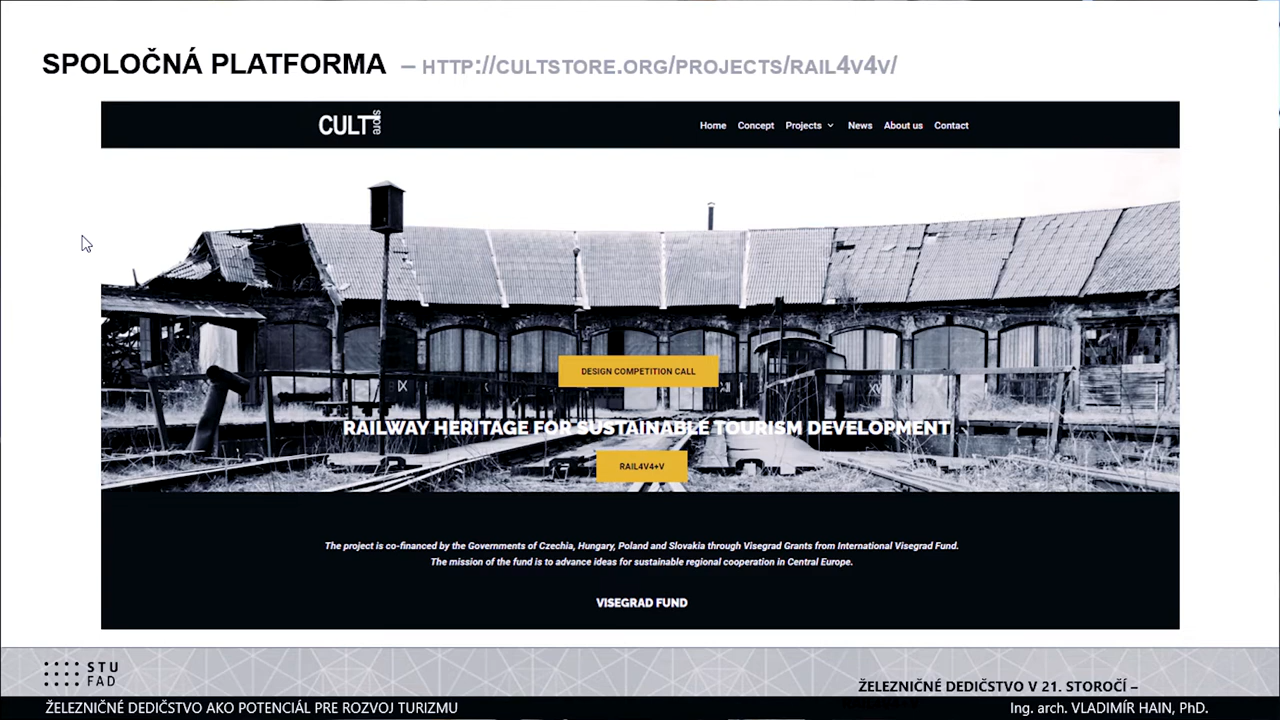 SPOLOČNÁ PLATFORMA – HTTP://CULTSTORE.ORG/PROJECTS/RAIL4V4V/
CULT store
Home Concept Projects News About us Contact
DESIGN COMPETITION CALL
IX XVI
RAILWAY HERITAGE FOR SUSTAINABLE TOURISM DEVELOPMENT
RAIL4V4+V
The project is co-financed by the Governments of Czechia, Hungary, Poland and Slovakia through Visegrad Grants from International Visegrad Fund.
The mission of the fund is to advance ideas for sustainable regional cooperation in Central Europe.
VISEGRAD FUND
STU
FAD
ŽELEZNIČNÉ DEDIČSTVO V 21. STOROČÍ –
ŽELEZNIČNÉ DEDIČSTVO AKO POTENCIÁL PRE ROZVOJ TURIZMU
Ing. arch. VLADIMÍR HAIN, PhD.